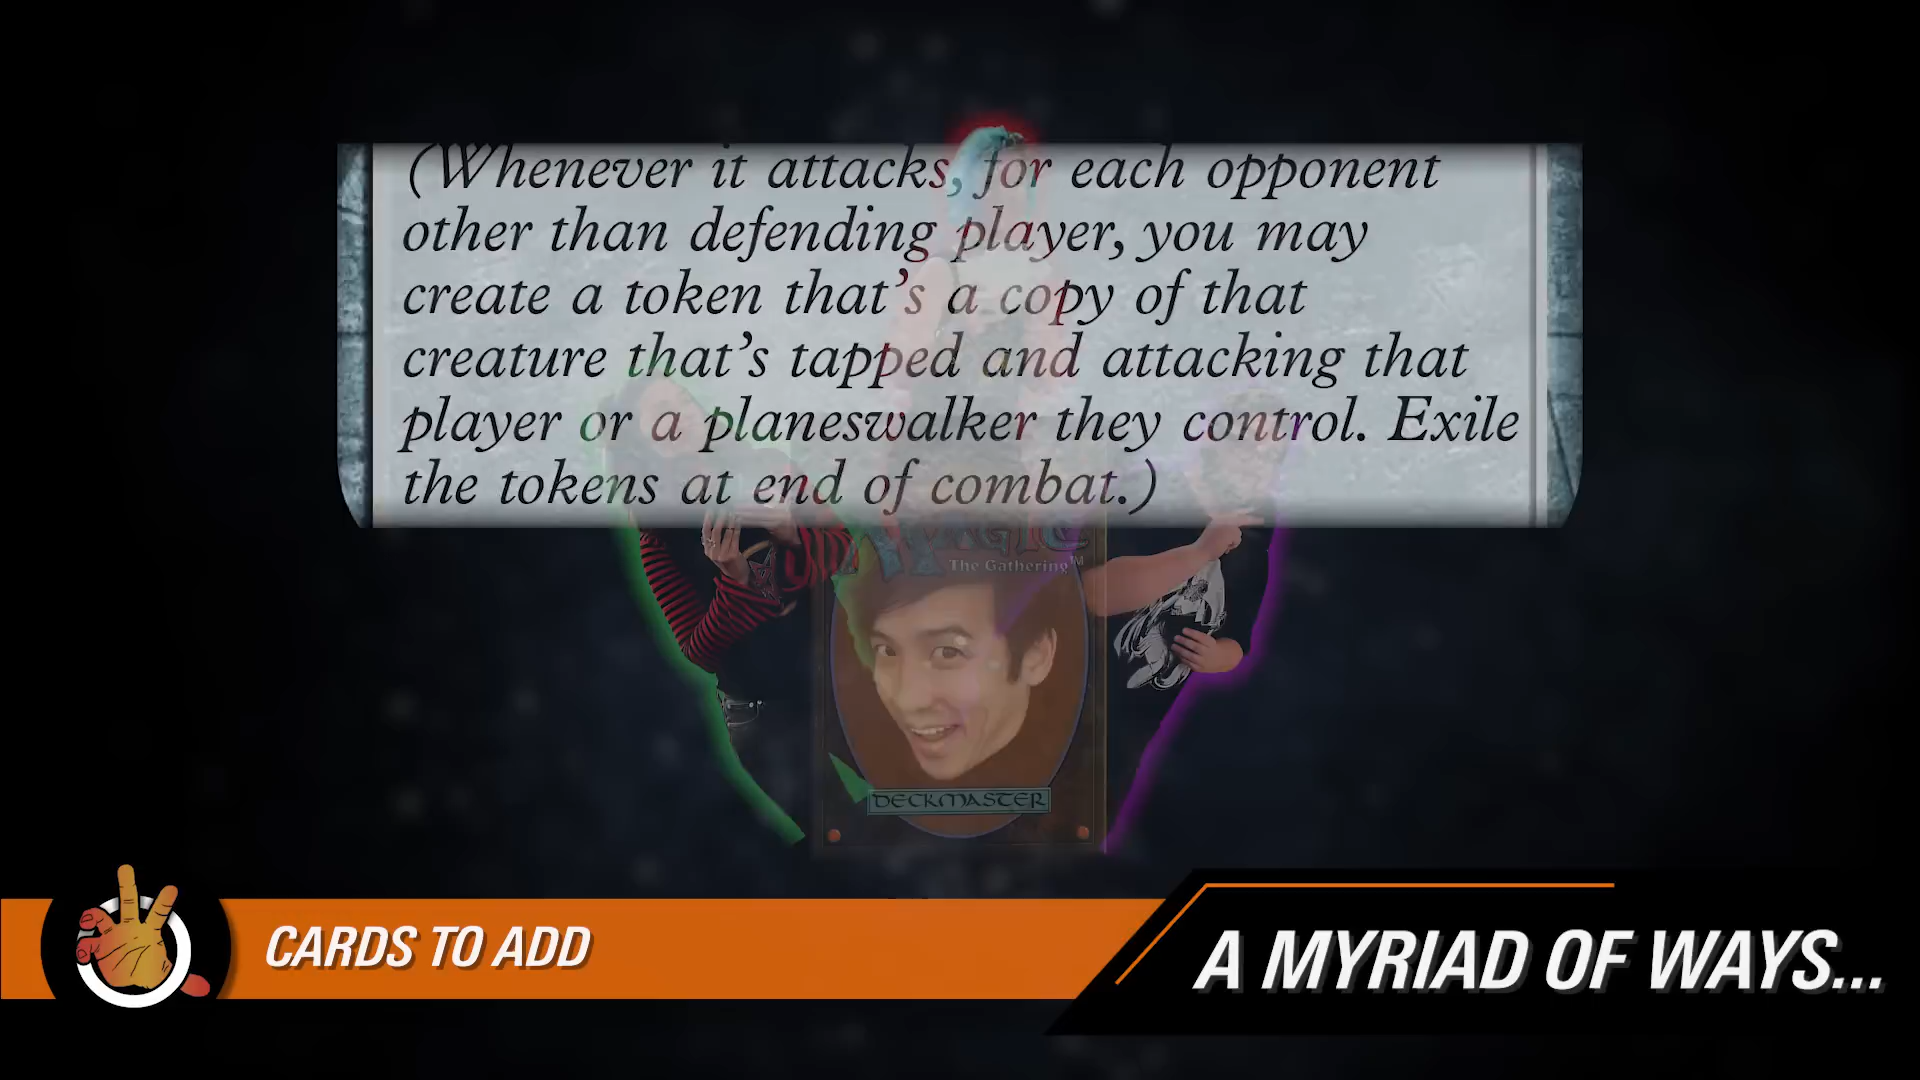 (Whenever it attacks, for each opponent
other than defending player, you may
create a token that's a copy of that
creature that's tapped and attacking that
player or a planeswalker they control. Exile
the tokens at end of combat.)
MAGIC
The Gathering™
DECKMASTER
CARDS TO ADD
A MYRIAD OF WAYS...